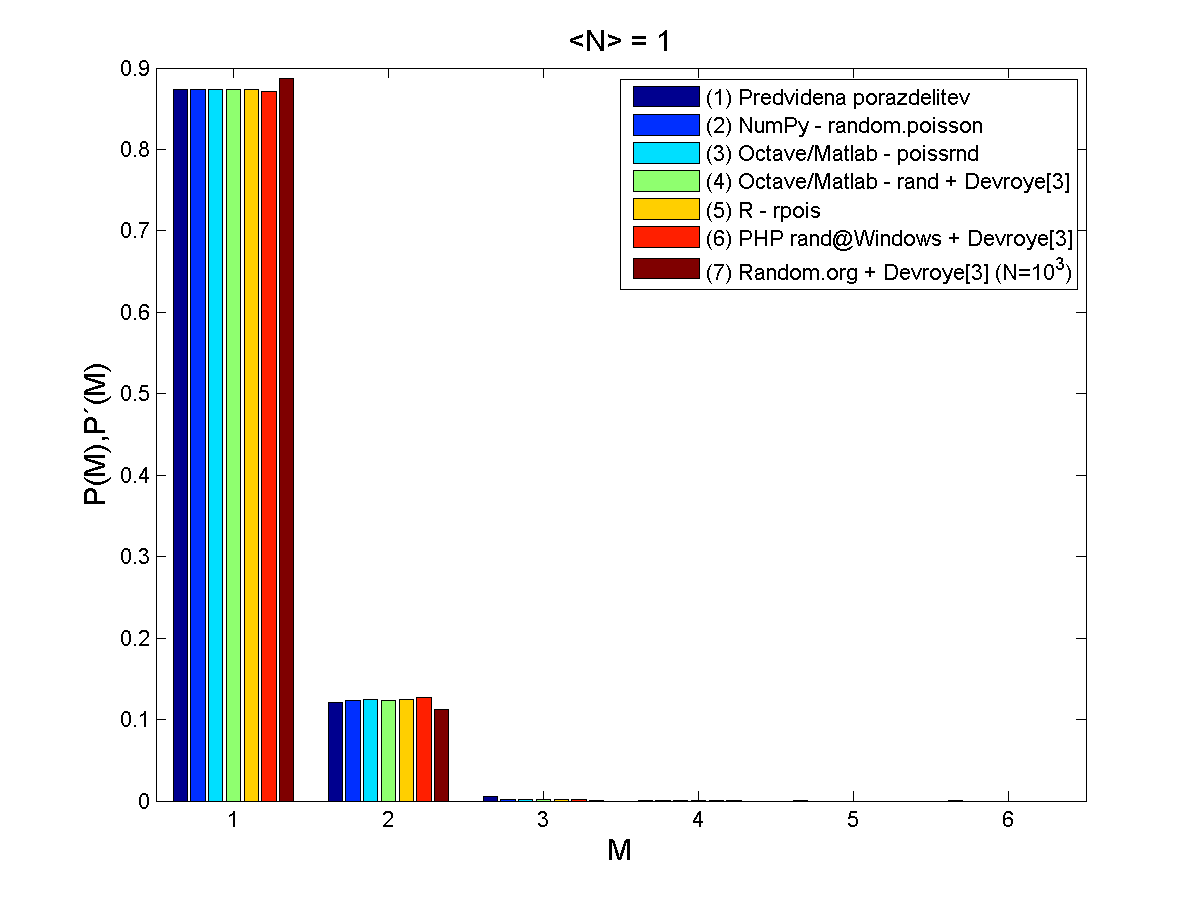 <N> = 1
0.9
0.8
0.7
0.6
0.5
0.4
0.3
0.2
0.1
0
P(M),P´(M)
(1) Predvidena porazdelitev
(2) NumPy - random.poisson
(3) Octave/Matlab - poissrnd
(4) Octave/Matlab - rand + Devroye[3]
(5) R - rpois
(6) PHP rand@Windows + Devroye[3]
(7) Random.org + Devroye[3] (N=10³)
1 2 3 4 5 6
M